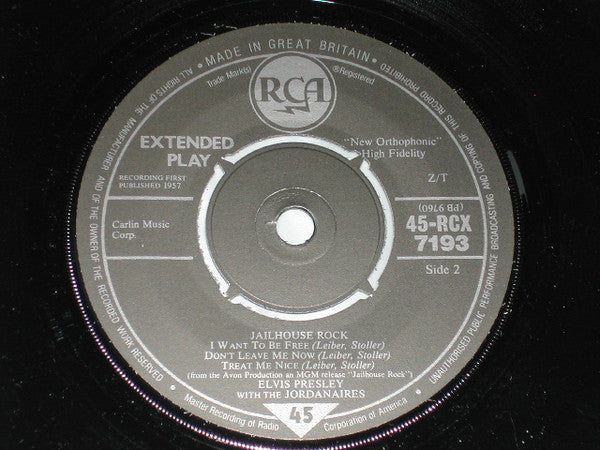 · MADE IN GREAT BRITAIN ·
ALL RIGHTS OF THE MANUFACTURER AND OF THE OWNER OF THE RECORDED WORK RESERVED.
UNAUTHORISED PUBLIC PERFORMANCE BROADCASTING AND COPYING OF THIS RECORD PROHIBITED
Trade Mark(s)
®Registered
RCA
EXTENDED
PLAY
RECORDING FIRST
PUBLISHED 1957
"New Orthophonic"
High Fidelity
Z/T
Carlin Music
Corp.
(PB 9760)
45-RCX
7193
Side 2
JAILHOUSE ROCK
I WANT TO BE FREE (Leiber, Stoller)
DON'T LEAVE ME NOW (Leiber, Stoller)
TREAT ME NICE (Leiber, Stoller)
(from the Avon Production an MGM release "Jailhouse Rock")
ELVIS PRESLEY
WITH THE JORDANAIRES
45
Master Recording of Radio Corporation of America